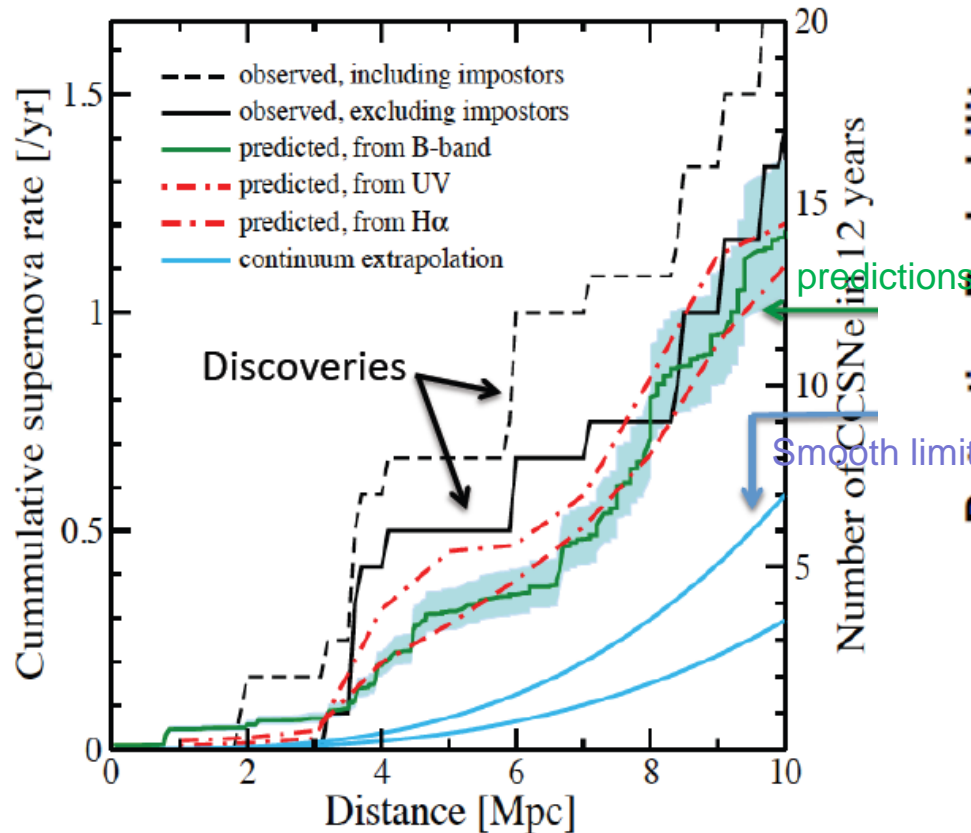 Cummulative supernova rate [/yr]
1.5
1
0.5
0
observed, including impostors
observed, excluding impostors
predicted, from B-band
predicted, from UV
predicted, from Hα
continuum extrapolation
Discoveries
20
15
10
5
Number of CCSNe in 12 years
predictions
Smooth limit
0 2 4 6 8 10
Distance [Mpc]